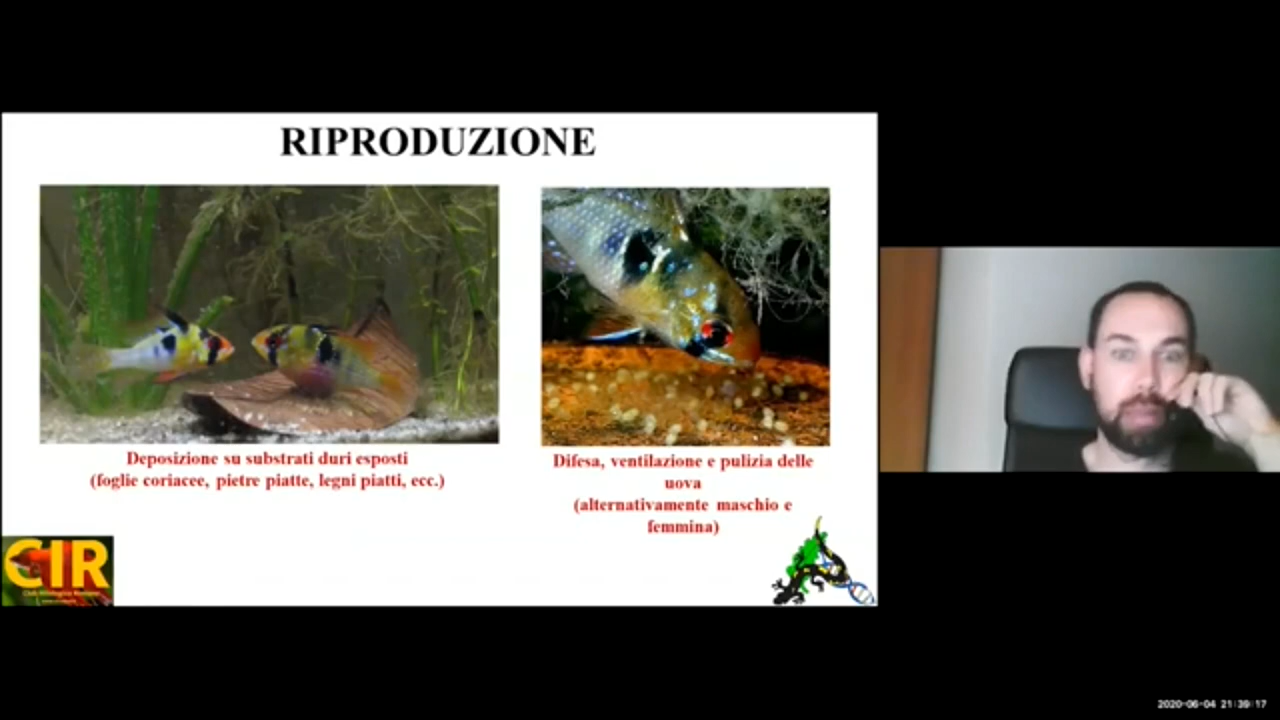 RIPRODUZIONE
Deposizione su substrati duri esposti
(foglie coriacee, pietre piatte, legni piatti, ecc.)
Difesa, ventilazione e pulizia delle
uova
(alternativamente maschio e
femmina)
CIR
2020-06-04 21:39:17